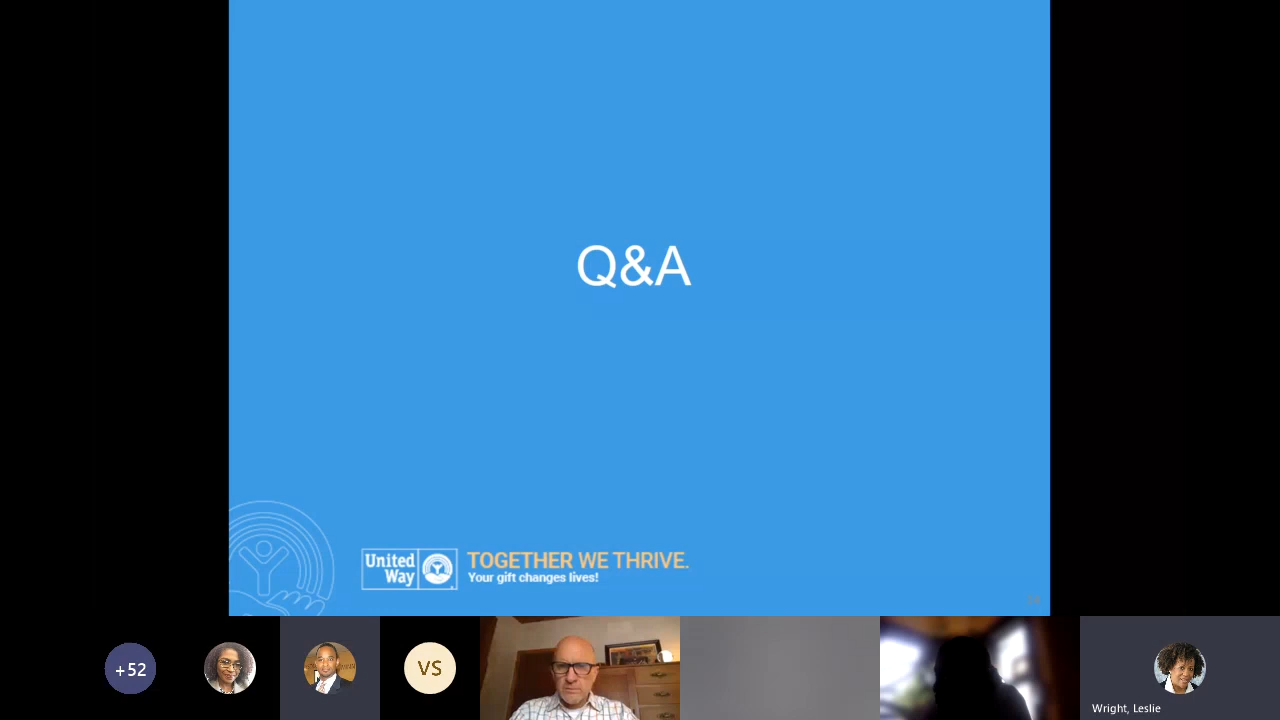 Q&A
United
Way
TOGETHER WE THRIVE.
Your gift changes lives!
+52
VS
Wright, Leslie